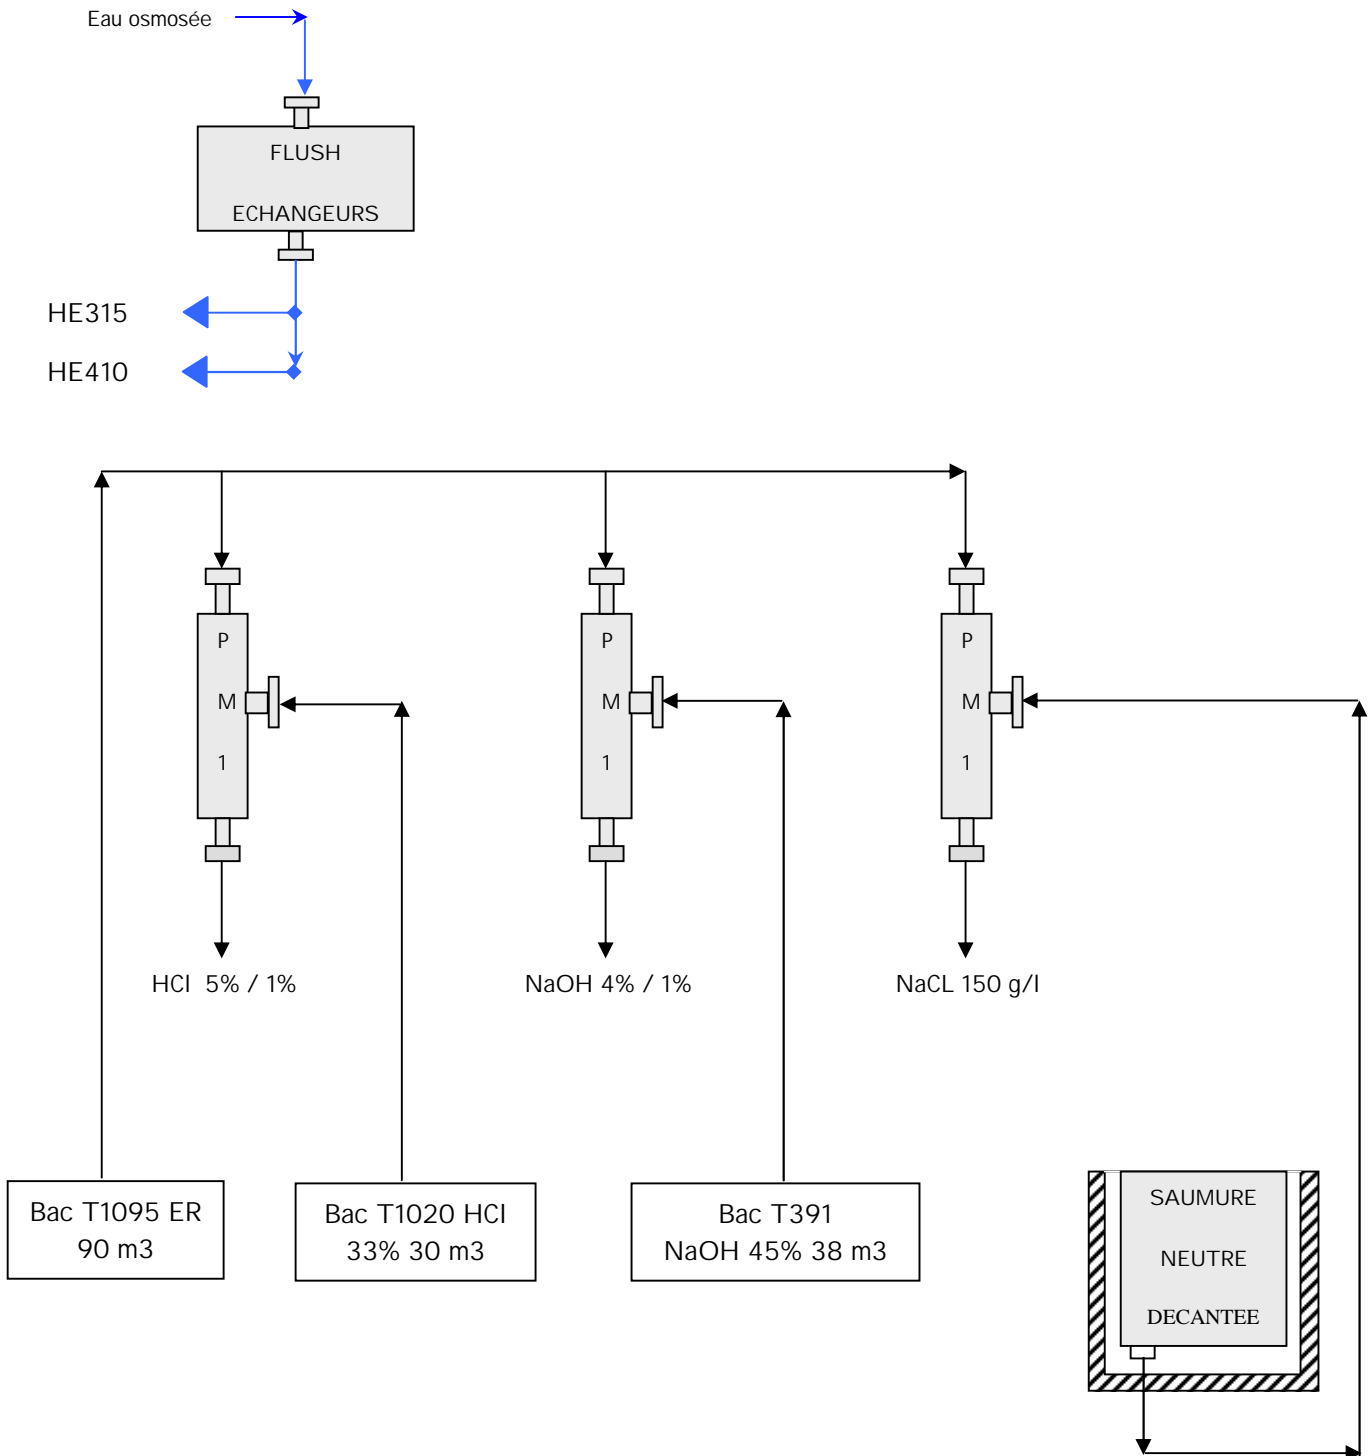 Eau osmosée
FLUSH
ECHANGEURS
HE315
HE410
P
M
1
P
M
1
P
M
1
HCl 5% / 1%
NaOH 4% / 1%
NaCL 150 g/l
Bac T1095 ER
90 m3
Bac T1020 HCl
33% 30 m3
Bac T391
NaOH 45% 38 m3
SAUMURE
NEUTRE
DECANTEE